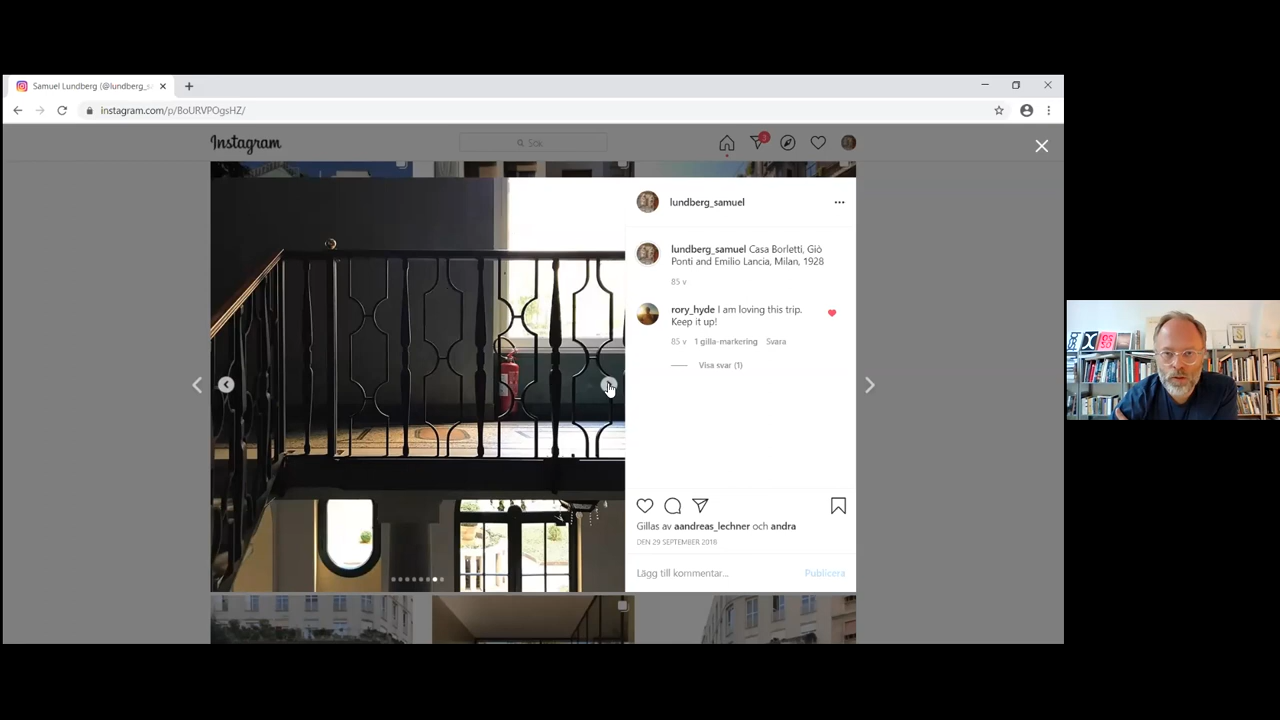 Samuel Lundberg (@lundberg_s
instagram.com/p/BoURVPOgsHZ/
Instagram
Sök
3
lundberg_samuel
lundberg_samuel Casa Borletti, Giò
Ponti and Emilio Lancia, Milan, 1928
85 v
rory_hyde I am loving this trip.
Keep it up!
85 v 1 gilla-markering Svara
Visa svar (1)
Gillas av aandreas_lechner och andra
DEN 29 SEPTEMBER 2018
Lägg till kommentar...
Publicera